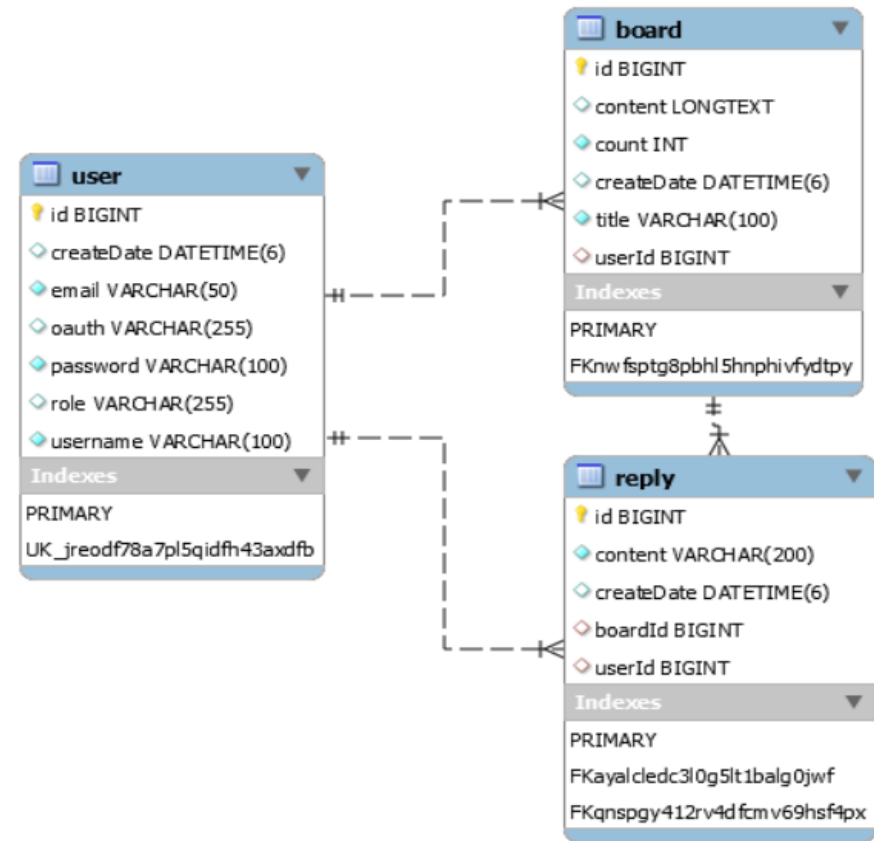 user
id BIGINT
createDate DATETIME(6)
email VARCHAR(50)
oauth VARCHAR(255)
password VARCHAR(100)
role VARCHAR(255)
username VARCHAR(100)
Indexes
PRIMARY
UK_jreodf78a7pl5qidfh43axdfb
board
id BIGINT
content LONGTEXT
count INT
createDate DATETIME(6)
title VARCHAR(100)
userId BIGINT
Indexes
PRIMARY
FKnwfsptg8pbhl5hnphivfydtpy
reply
id BIGINT
content VARCHAR(200)
createDate DATETIME(6)
boardId BIGINT
userId BIGINT
Indexes
PRIMARY
FKayalcledc3l0g5lt1balg0jwf
FKqnspgy412rv4dfcmv69hsf4px